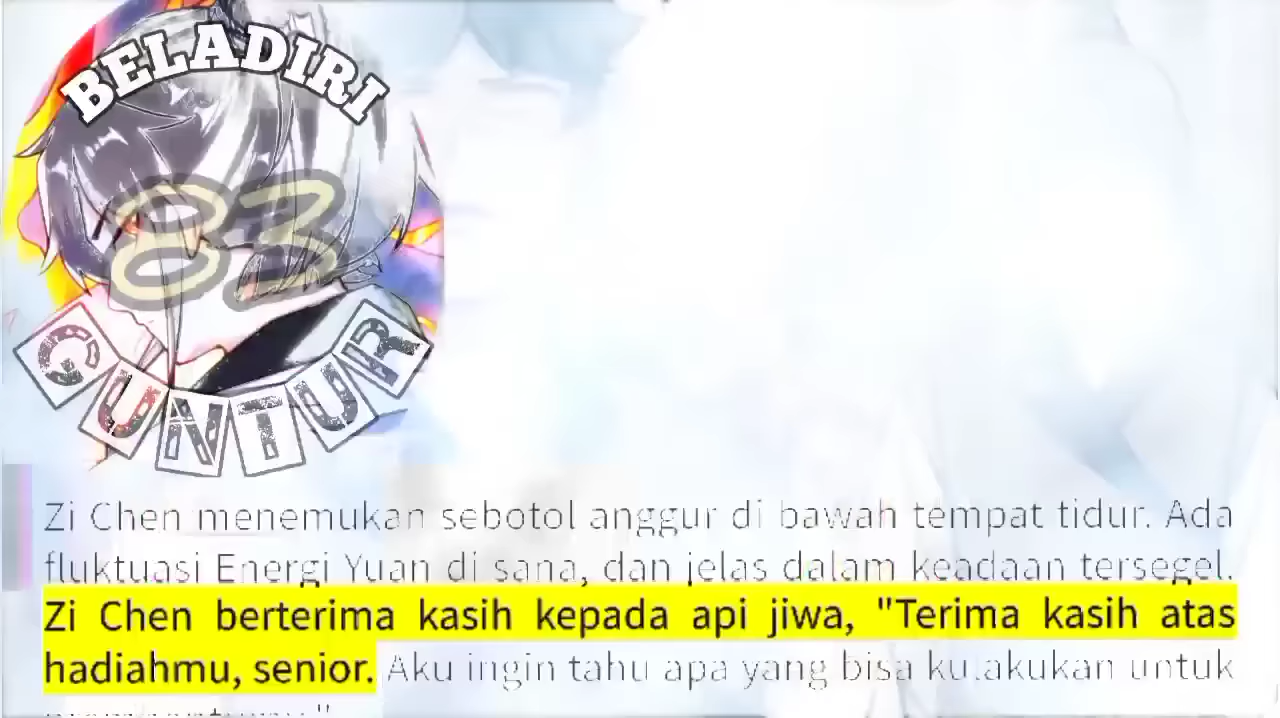 BELADIRI
83
GUNTUR
Zi Chen menemukan sebotol anggur di bawah tempat tidur. Ada
fluktuasi Energi Yuan di sana, dan jelas dalam keadaan tersegel.
Zi Chen berterima kasih kepada api jiwa, "Terima kasih atas
hadiahmu, senior. Aku ingin tahu apa yang bisa kulakukan untuk